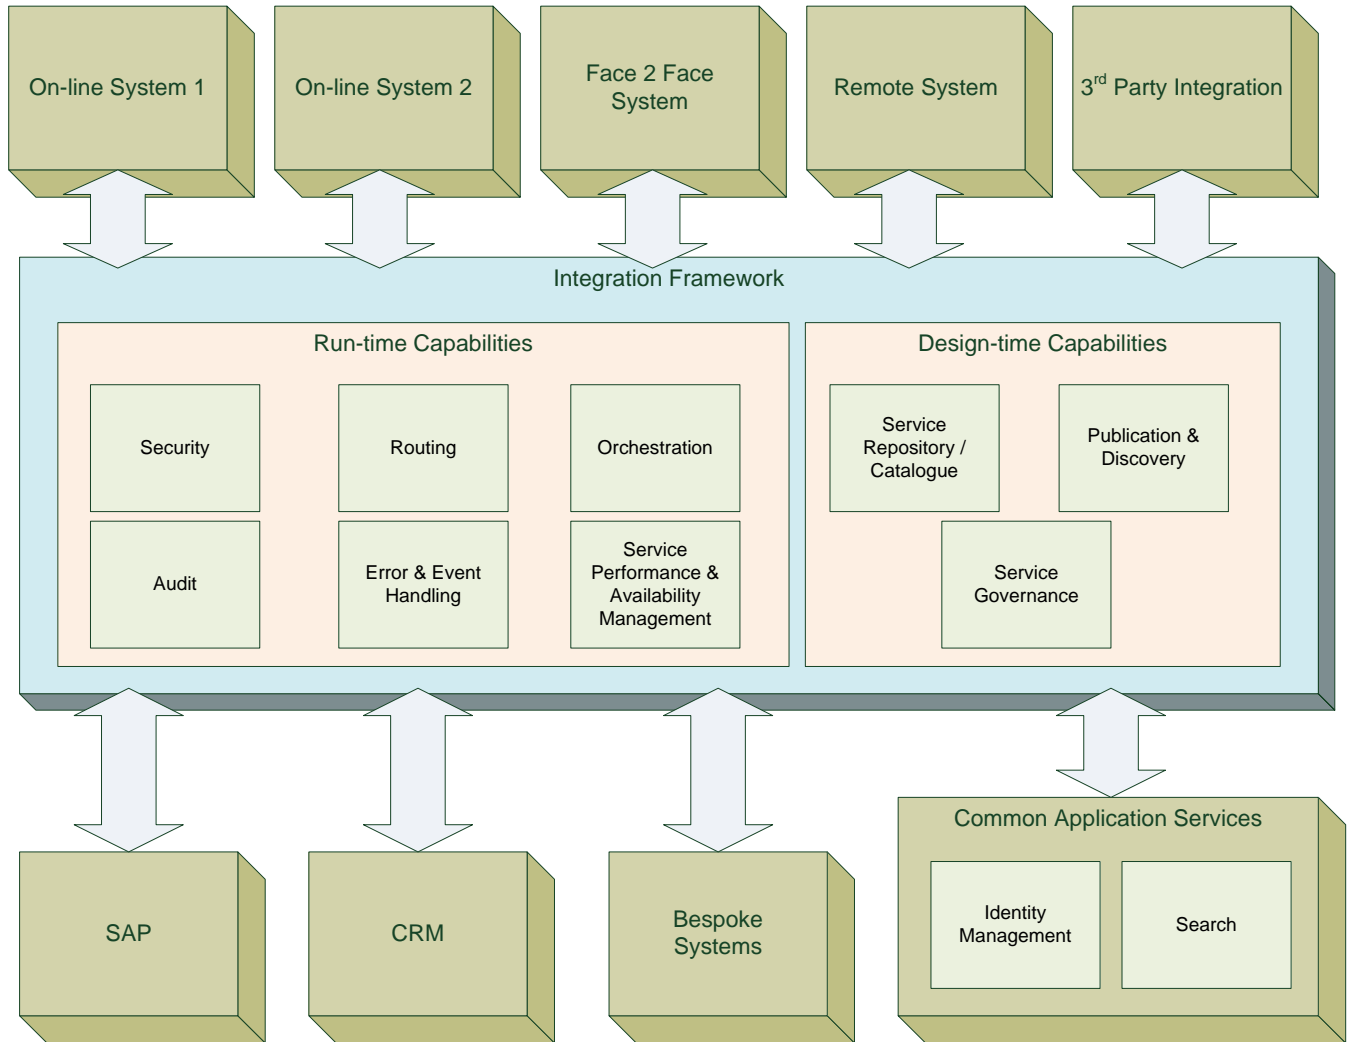 On-line System 1
On-line System 2
Face 2 Face
System
Remote System
3rd Party Integration
Integration Framework
Run-time Capabilities
Security
Routing
Orchestration
Audit
Error & Event
Handling
Service
Performance &
Availability
Management
Design-time Capabilities
Service
Repository /
Catalogue
Publication &
Discovery
Service
Governance
SAP
CRM
Bespoke
Systems
Common Application Services
Identity
Management
Search